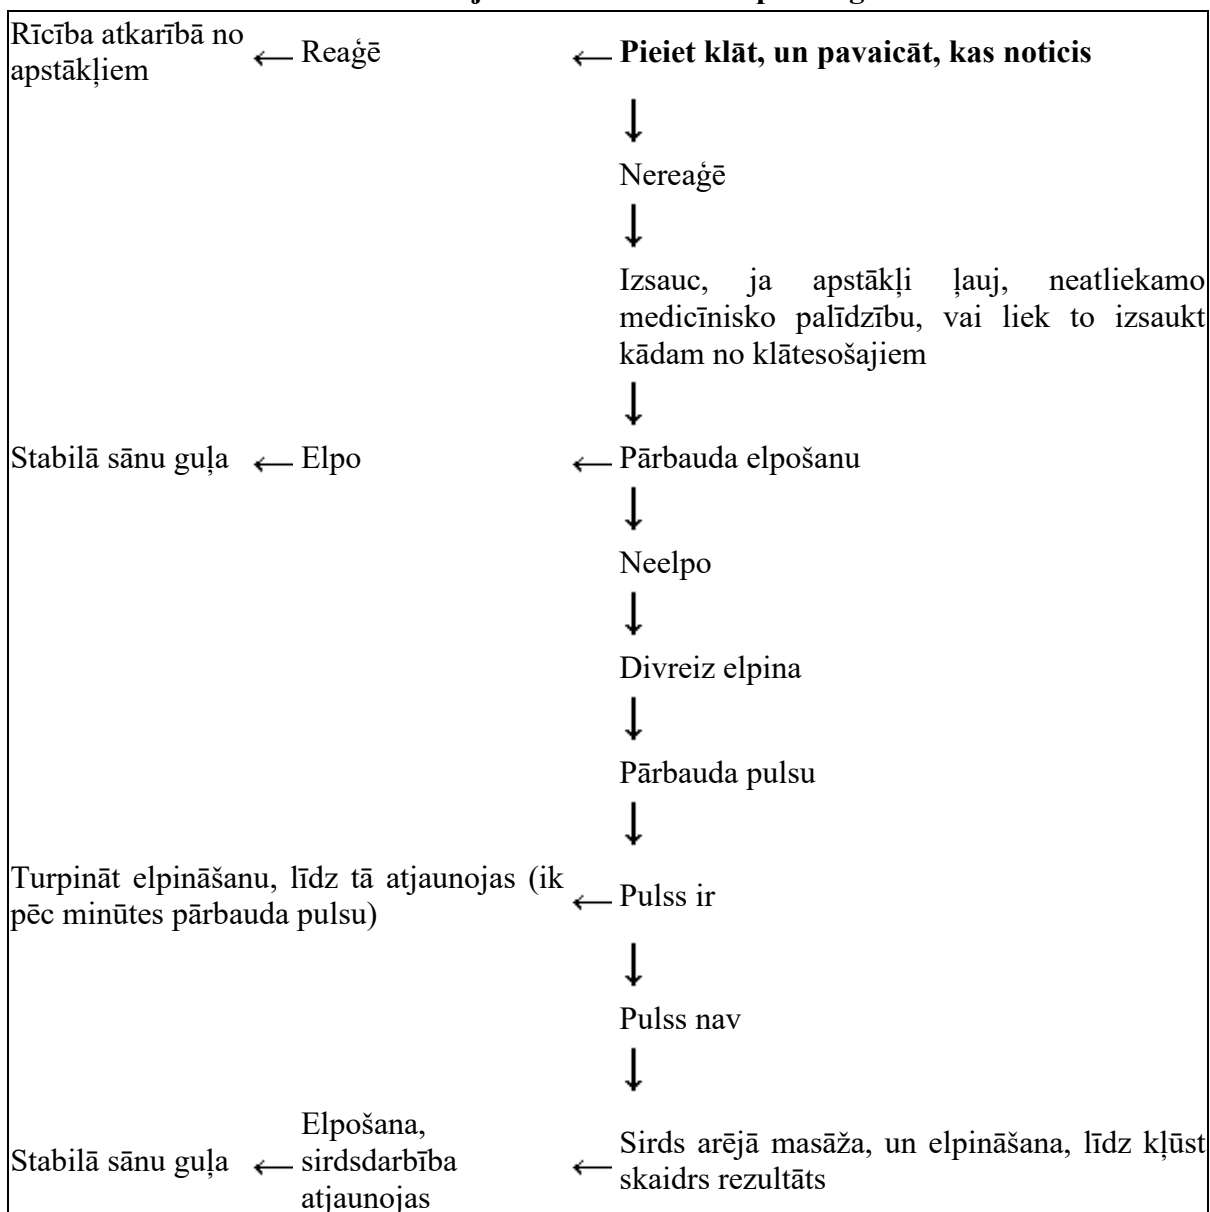 Rīcība atkarībā no
apstākļiem
← Reaģē
← Pieiet klāt, un pavaicāt, kas noticis
↓
Nereaģē
↓
Izsauc, ja apstākļi ļauj, neatliekamo
medicīnisko palīdzību, vai liek to izsaukt
kādam no klātesošajiem
↓
Stabilā sānu guļa ← Elpo ← Pārbauda elpošanu
↓
Neelpo
↓
Divreiz elpina
↓
Pārbauda pulsu
↓
Turpināt elpināšanu, līdz tā atjaunojas (ik
pēc minūtes pārbauda pulsu)
← Pulss ir
↓
Pulss nav
↓
Stabilā sānu guļa ←
Elpošana,
sirdsdarbība
atjaunojas
← Sirds arējā masāža, un elpināšana, līdz kļūst
skaidrs rezultāts